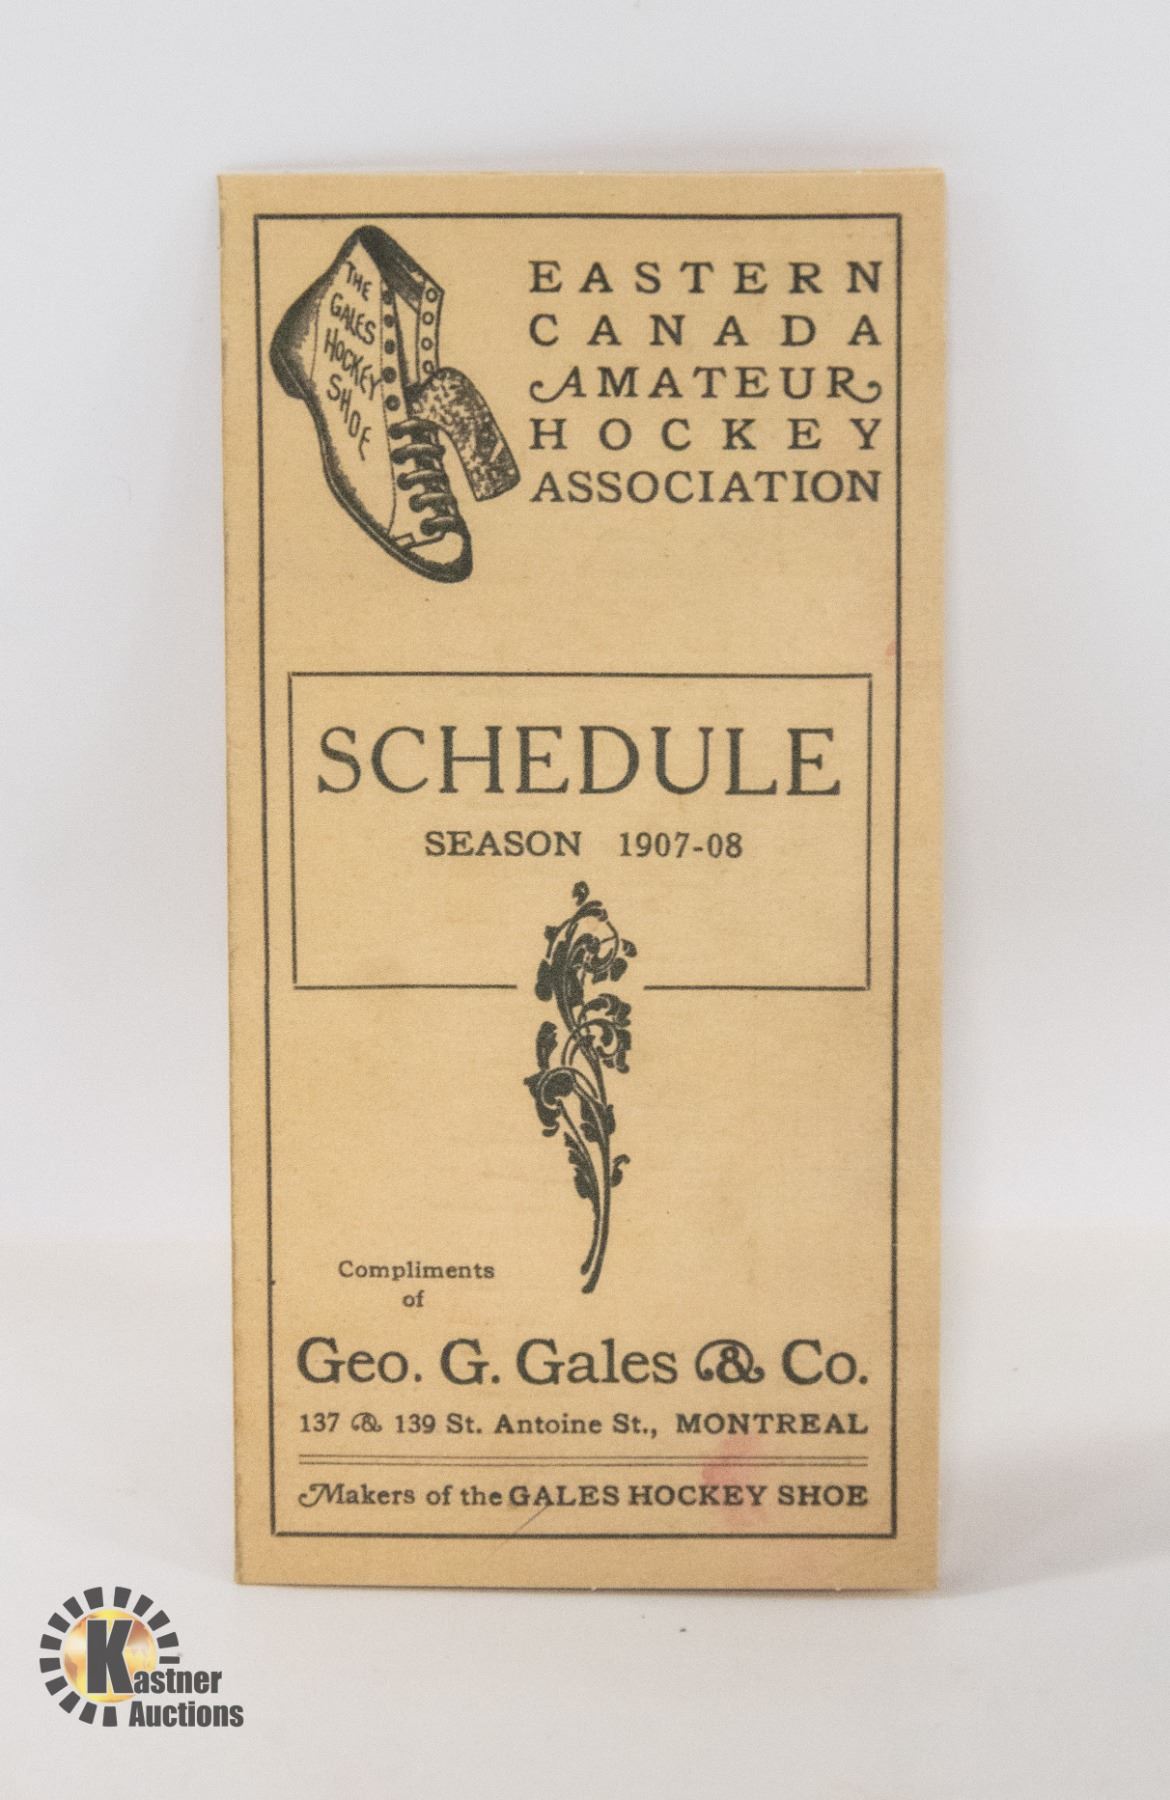 THE
GALES
HOCKEY
SHOE
EASTERN
CANADA
AMATEUR
HOCKEY
ASSOCIATION
SCHEDULE
SEASON 1907-08
Compliments
of
Geo. G. Gales & Co.
137 & 139 St. Antoine St., MONTREAL
Makers of the GALES HOCKEY SHOE
Kastner
Auctions